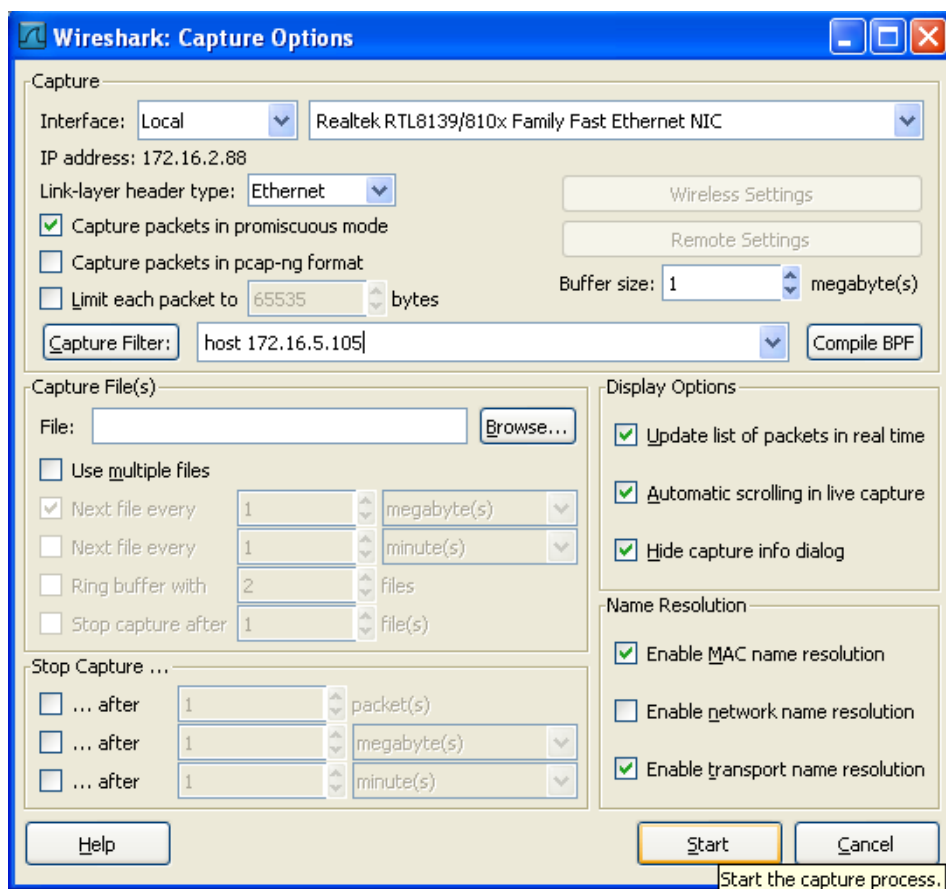 Wireshark: Capture Options
Capture
Interface: Local Realtek RTL8139/810x Family Fast Ethernet NIC
IP address: 172.16.2.88
Link-layer header type: Ethernet Wireless Settings
Capture packets in promiscuous mode
Remote Settings
Capture packets in pcap-ng format
Buffer size: 1 megabyte(s)
Limit each packet to 65535 bytes
Capture Filter: host 172.16.5.105 Compile BPF
Capture File(s)
File: Browse...
Use multiple files
Next file every 1 megabyte(s)
Next file every 1 minute(s)
Ring buffer with 2 files
Stop capture after 1 file(s)
Display Options
Update list of packets in real time
Automatic scrolling in live capture
Hide capture info dialog
Stop Capture ...
... after 1 packet(s)
... after 1 megabyte(s)
... after 1 minute(s)
Name Resolution
Enable MAC name resolution
Enable network name resolution
Enable transport name resolution
Help Start Cancel
Start the capture process.